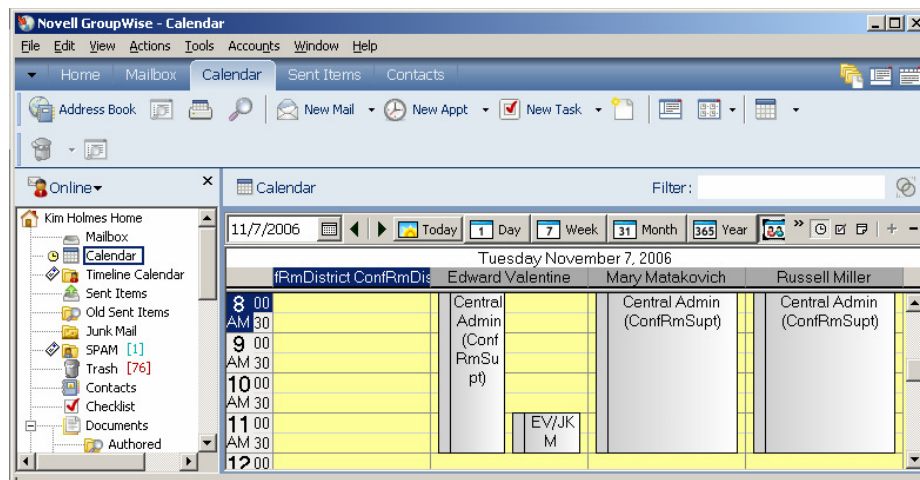 Novell GroupWise - Calendar
File Edit View Actions Tools Accounts Window Help
Home Mailbox Calendar Sent Items Contacts
Address Book New Mail New Appt New Task
Online Calendar Filter:
Kim Holmes Home
Mailbox
Calendar
Timeline Calendar
Sent Items
Old Sent Items
Junk Mail
SPAM [1]
Trash [76]
Contacts
Checklist
Documents
Authored
11/7/2006 Today 1 Day 7 Week 31 Month 365 Year 23
Tuesday November 7, 2006
fRmDistrict ConfRmDis Edward Valentine Mary Matakovich Russell Miller
8 00
AM 30
9 00
AM 30
10 00
AM 30
11 00
AM 30
12 00
Central
Admin
(Conf
RmSu
pt)
EV/JK
M
Central Admin
(ConfRmSupt)
Central Admin
(ConfRmSupt)